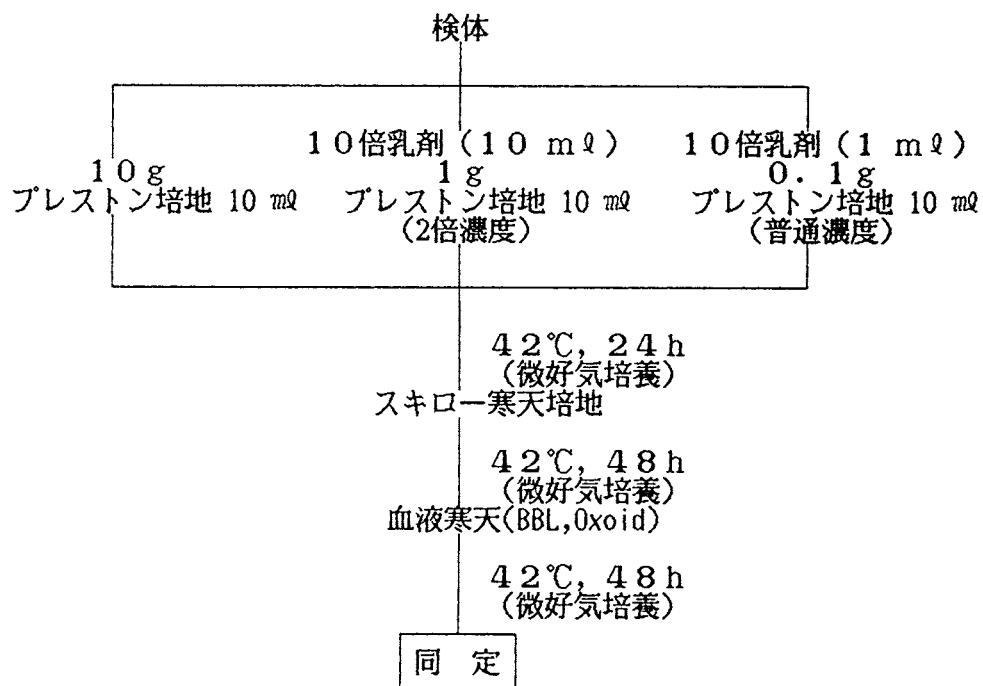 検体
10g
プレストン培地 10 ㎖
10倍乳剤(10 mℓ)
1g
プレストン培地 10 ㎖
(2倍濃度)
10倍乳剤(1 mℓ)
0.1g
プレストン培地 10 ㎖
(普通濃度)
42℃, 24h
(微好気培養)
スキロー寒天培地
42℃, 48h
(微好気培養)
血液寒天(BBL,Oxoid)
42℃, 48h
(微好気培養)
同 定